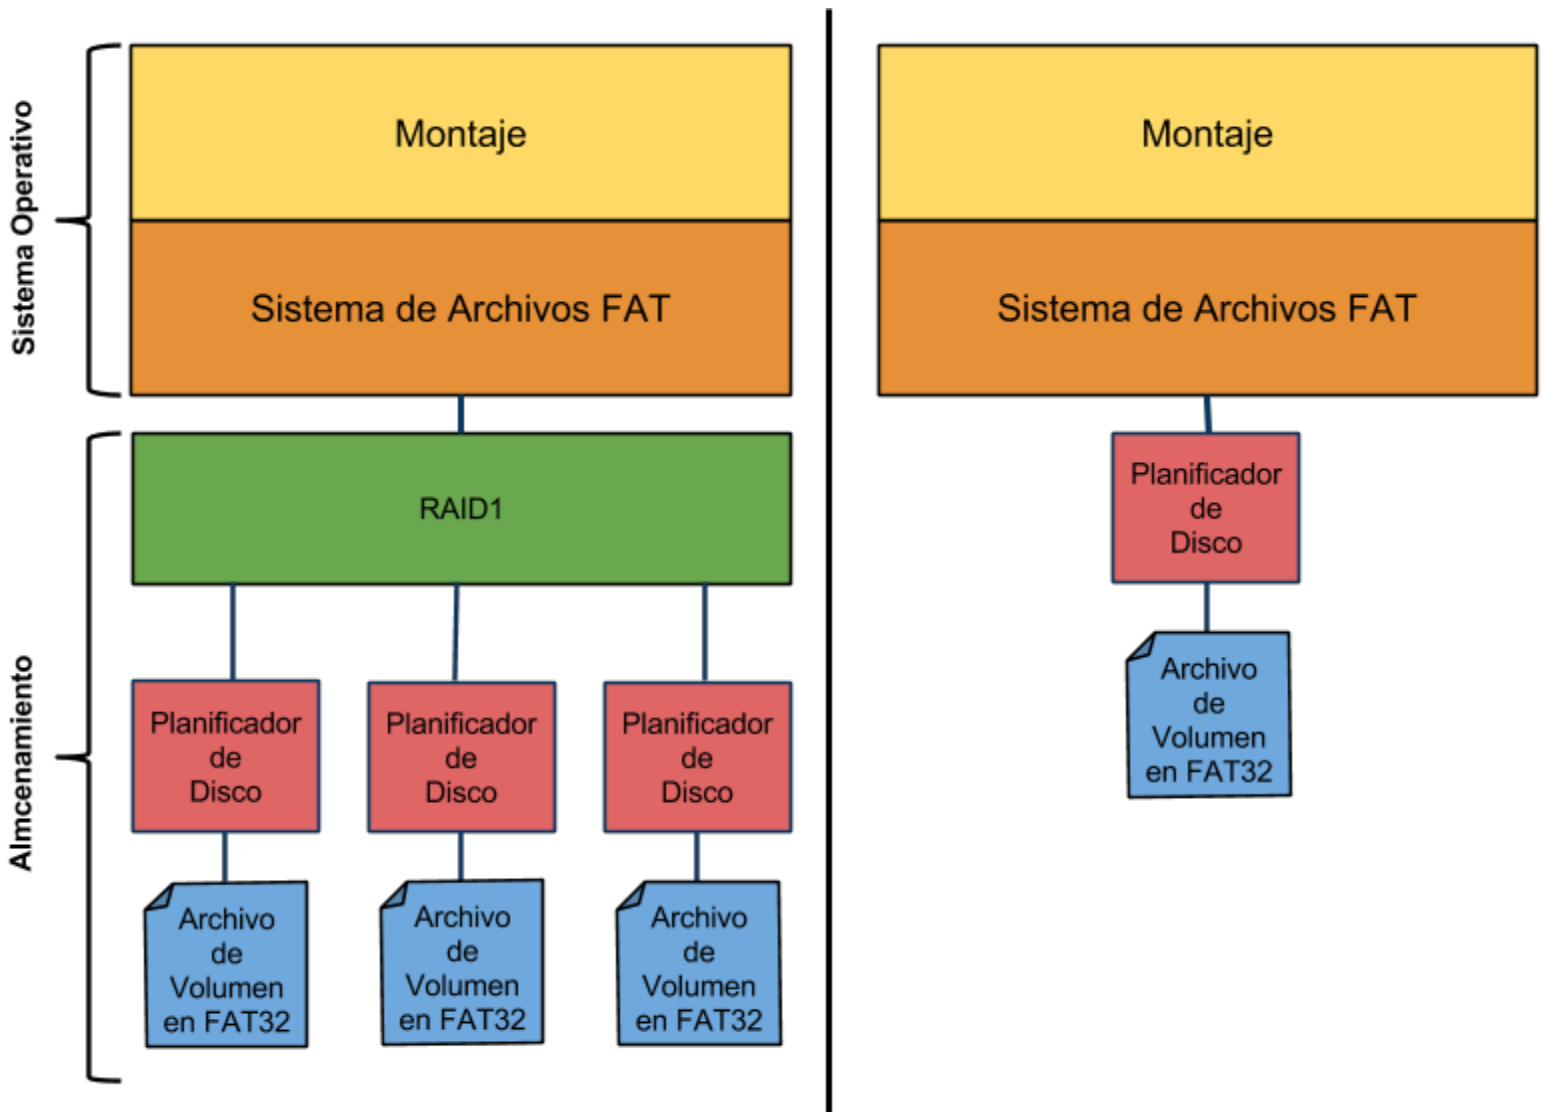 Sistema Operativo
Montaje
Sistema de Archivos FAT
Almcenamiento
RAID1
Planificador
de
Disco
Planificador
de
Disco
Planificador
de
Disco
Archivo
de
Volumen
en FAT32
Archivo
de
Volumen
en FAT32
Archivo
de
Volumen
en FAT32
Montaje
Sistema de Archivos FAT
Planificador
de
Disco
Archivo
de
Volumen
en FAT32